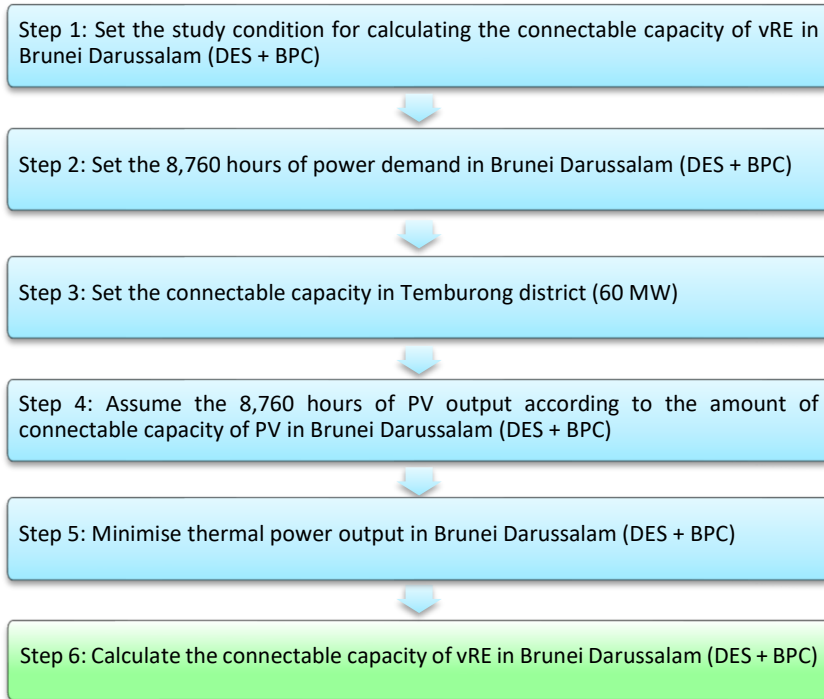 Step 1: Set the study condition for calculating the connectable capacity of vRE in
Brunei Darussalam (DES + BPC)
Step 2: Set the 8,760 hours of power demand in Brunei Darussalam (DES + BPC)
Step 3: Set the connectable capacity in Temburong district (60 MW)
Step 4: Assume the 8,760 hours of PV output according to the amount of
connectable capacity of PV in Brunei Darussalam (DES + BPC)
Step 5: Minimise thermal power output in Brunei Darussalam (DES + BPC)
Step 6: Calculate the connectable capacity of vRE in Brunei Darussalam (DES + BPC)